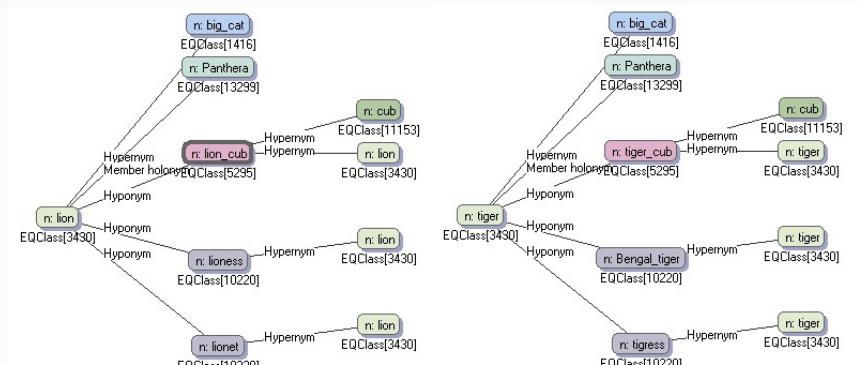 n: big_cat
EQClass[1416]
n: Panthera
EQClass[13299]
n: cub
EQClass[11153]
Hypernym
n: lion_cub
Hypernym
n: lion
EQClass[5295]
EQClass[3430]
Hypernym
Member holonym
Hyponym
n: lion
EQClass[3430]
Hyponym
Hypernym
n: lion
EQClass[3430]
n: lioness
EQClass[10220]
Hyponym
n: lion
Hypernym
EQClass[3430]
n: lionet
n: big_cat
EQClass[1416]
n: Panthera
EQClass[13299]
n: cub
EQClass[11153]
Hypernym
n: tiger_cub
Hypernym
n: tiger
EQClass[5295]
EQClass[3430]
Hypernym
Member holonym
Hyponym
n: tiger
EQClass[3430]
Hyponym
Hypernym
n: tiger
EQClass[3430]
n: Bengal_tiger
EQClass[10220]
Hyponym
n: tiger
Hypernym
EQClass[3430]
n: tigress
EQClass[10220]